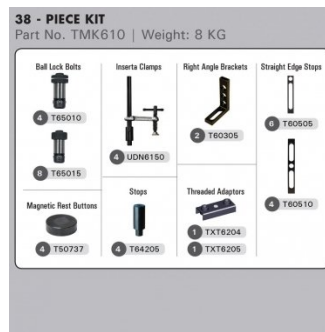 38 - PIECE KIT
Part No. TMK610 | Weight: 8 KG
Ball Lock Bolts
4 T65010
8 T65015
Inserta Clamps
4 UDN6150
Right Angle Brackets
2 T60305
Straight Edge Stops
6 T60505
4 T60510
Magnetic Rest Buttons
4 T50737
Stops
4 T64205
Threaded Adaptors
1 TXT6204
1 TXT6205